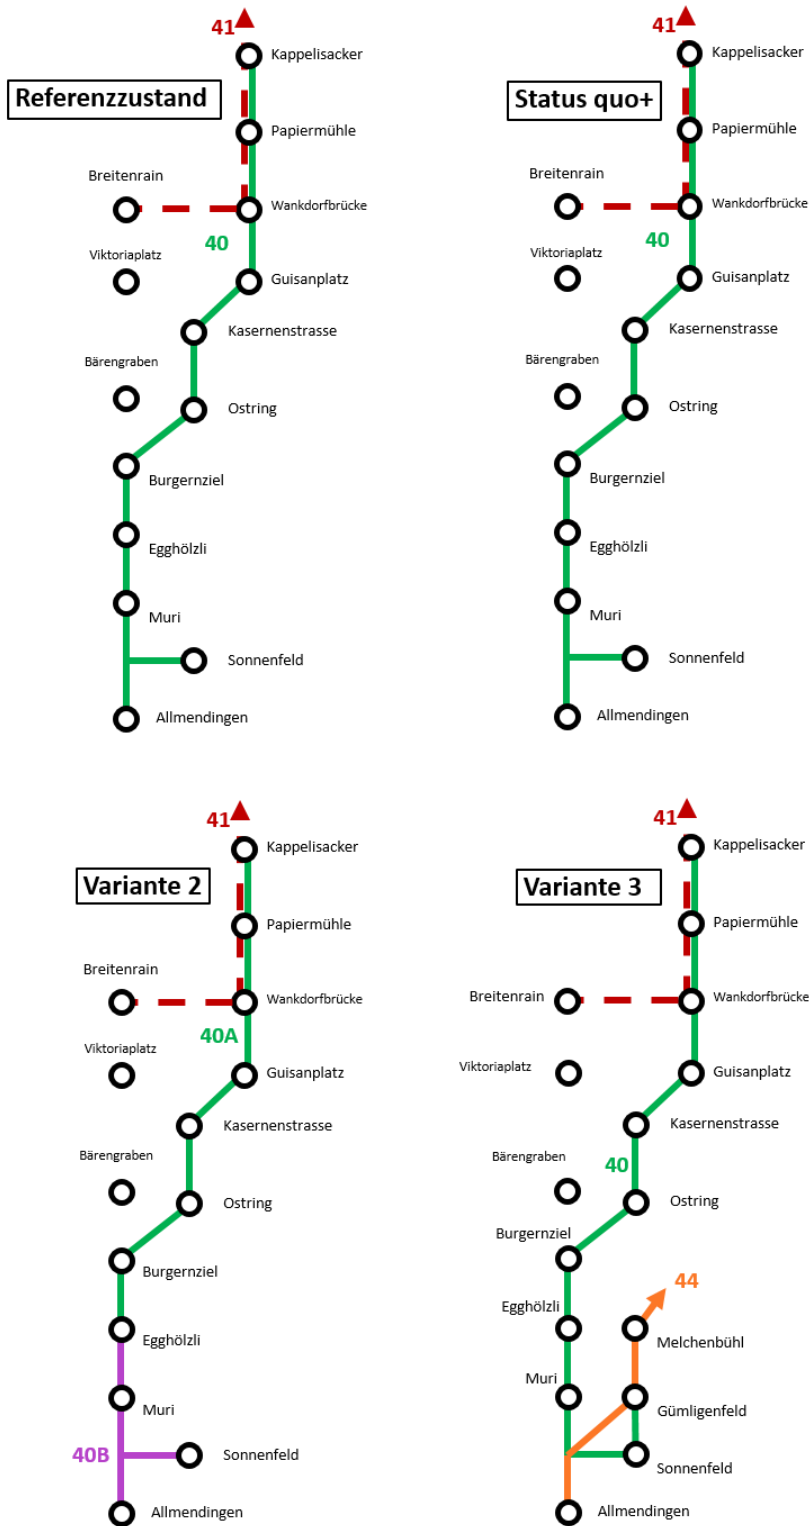 41
Kappelisacker
Referenzzustand
Papiermühle
Breitenrain
Wankdorfbrücke
40
Viktoriaplatz
Guisanplatz
Kasernenstrasse
Bärengraben
Ostring
Burgernziel
Egghölzli
Muri
Sonnenfeld
Allmendingen
41
Kappelisacker
Status quo+
Papiermühle
Breitenrain
Wankdorfbrücke
40
Viktoriaplatz
Guisanplatz
Kasernenstrasse
Bärengraben
Ostring
Burgernziel
Egghölzli
Muri
Sonnenfeld
Allmendingen
41
Kappelisacker
Variante 2
Papiermühle
Breitenrain
Wankdorfbrücke
40A
Viktoriaplatz
Guisanplatz
Kasernenstrasse
Bärengraben
Ostring
Burgernziel
Egghölzli
Muri
40B
Sonnenfeld
Allmendingen
41
Kappelisacker
Variante 3
Papiermühle
Breitenrain
Wankdorfbrücke
Viktoriaplatz
Guisanplatz
Kasernenstrasse
Bärengraben
40
Ostring
Burgernziel
44
Egghölzli
Melchenbühl
Muri
Gümligenfeld
Sonnenfeld
Allmendingen